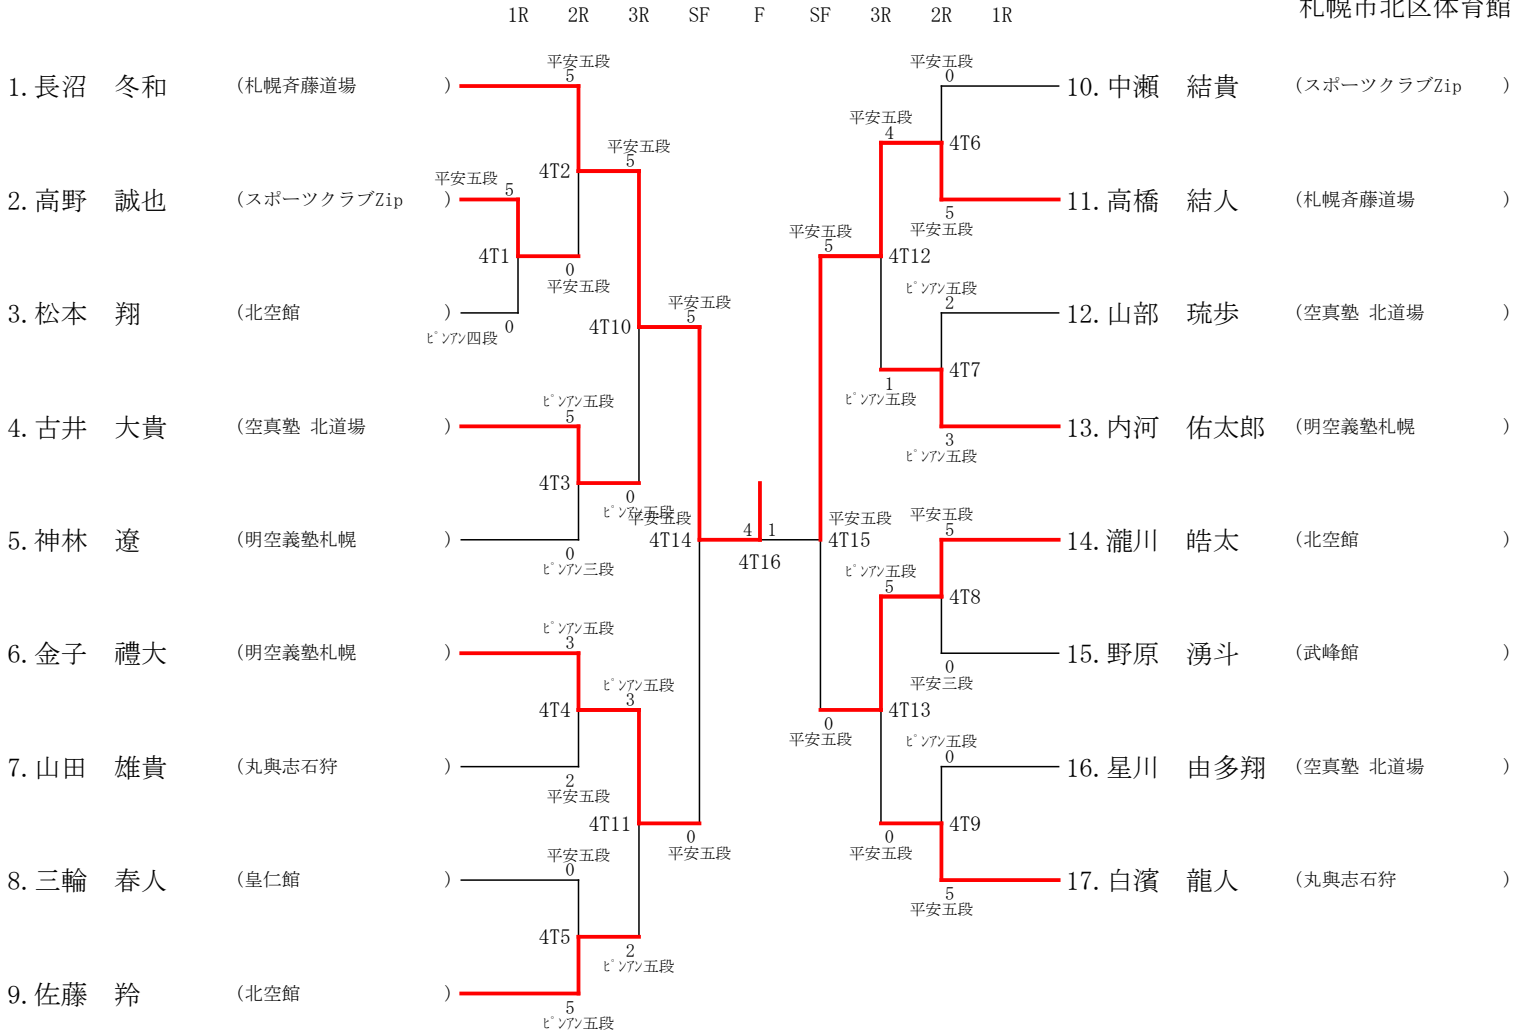 札幌市北区体育館
1R 2R 3R SF F SF 3R 2R 1R
平安五段 平安五段
5 0
1. 長沼 冬和 (札幌斉藤道場 ) 10. 中瀬 結貴 (スポーツクラブZip )
平安五段
4
平安五段
5
4T2 4T6
平安五段 5
2. 高野 誠也 (スポーツクラブZip ) 11. 高橋 結人 (札幌斉藤道場 )
5
平安五段
平安五段
5
4T1 4T12
0
平安五段
ピンアン五段
2
平安五段
5
3. 松本 翔 (北空館 ) 12. 山部 琉歩 (空真塾 北道場 )
0
ピンアン四段
4T10
4T7
1
ピンアン五段
ピンアン五段
5
4. 古井 大貴 (空真塾 北道場 ) 13. 内河 佑太郎 (明空義塾札幌 )
3
ピンアン五段
4T3
0
ピンアン五段
平安五段 平安五段 平安五段
5
4 1
5. 神林 遼 (明空義塾札幌 ) 4T14 4T15 14. 瀧川 皓太 (北空館 )
0
ピンアン三段
4T16
ピンアン五段
5
4T8
ピンアン五段
3
6. 金子 禮大 (明空義塾札幌 ) 15. 野原 湧斗 (武峰館 )
0
平安三段
ピンアン五段
3
4T4 4T13
0
平安五段
ピンアン五段
0
7. 山田 雄貴 (丸與志石狩 ) 16. 星川 由多翔 (空真塾 北道場 )
2
平安五段
4T11 4T9
0
平安五段
0
平安五段
平安五段
0
8. 三輪 春人 (皇仁館 ) 17. 白濱 龍人 (丸與志石狩 )
5
平安五段
4T5
2
ピンアン五段
9. 佐藤 羚 (北空館 )
5
ピンアン五段